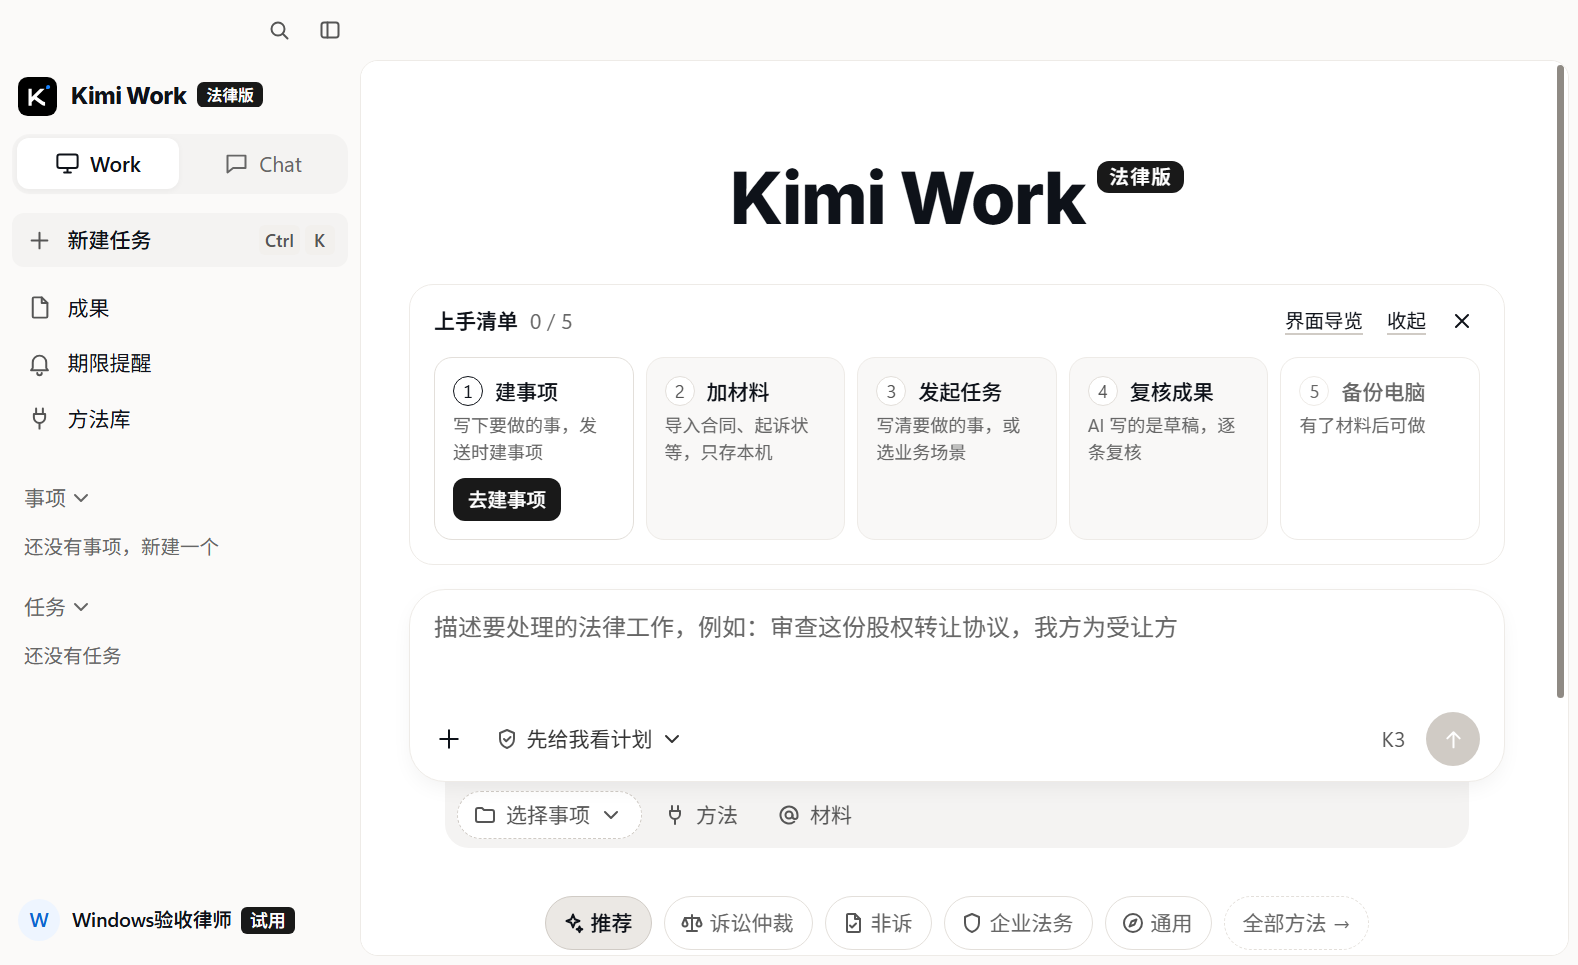 Kimi Work 法律版
Work
Chat
新建任务 Ctrl K
成果
期限提醒
方法库
事项
还没有事项，新建一个
任务
还没有任务
W Windows验收律师 试用
Kimi Work 法律版
上手清单 0 / 5
界面导览 收起
1 建事项
写下要做的事，发
送时建事项
去建事项
2 加材料
导入合同、起诉状
等，只存本机
3 发起任务
写清要做的事，或
选业务场景
4 复核成果
AI 写的是草稿，逐
条复核
5 备份电脑
有了材料后可做
描述要处理的法律工作，例如：审查这份股权转让协议，我方为受让方
先给我看计划
K3
选择事项 方法 材料
推荐 诉讼仲裁 非诉 企业法务 通用 全部方法 →